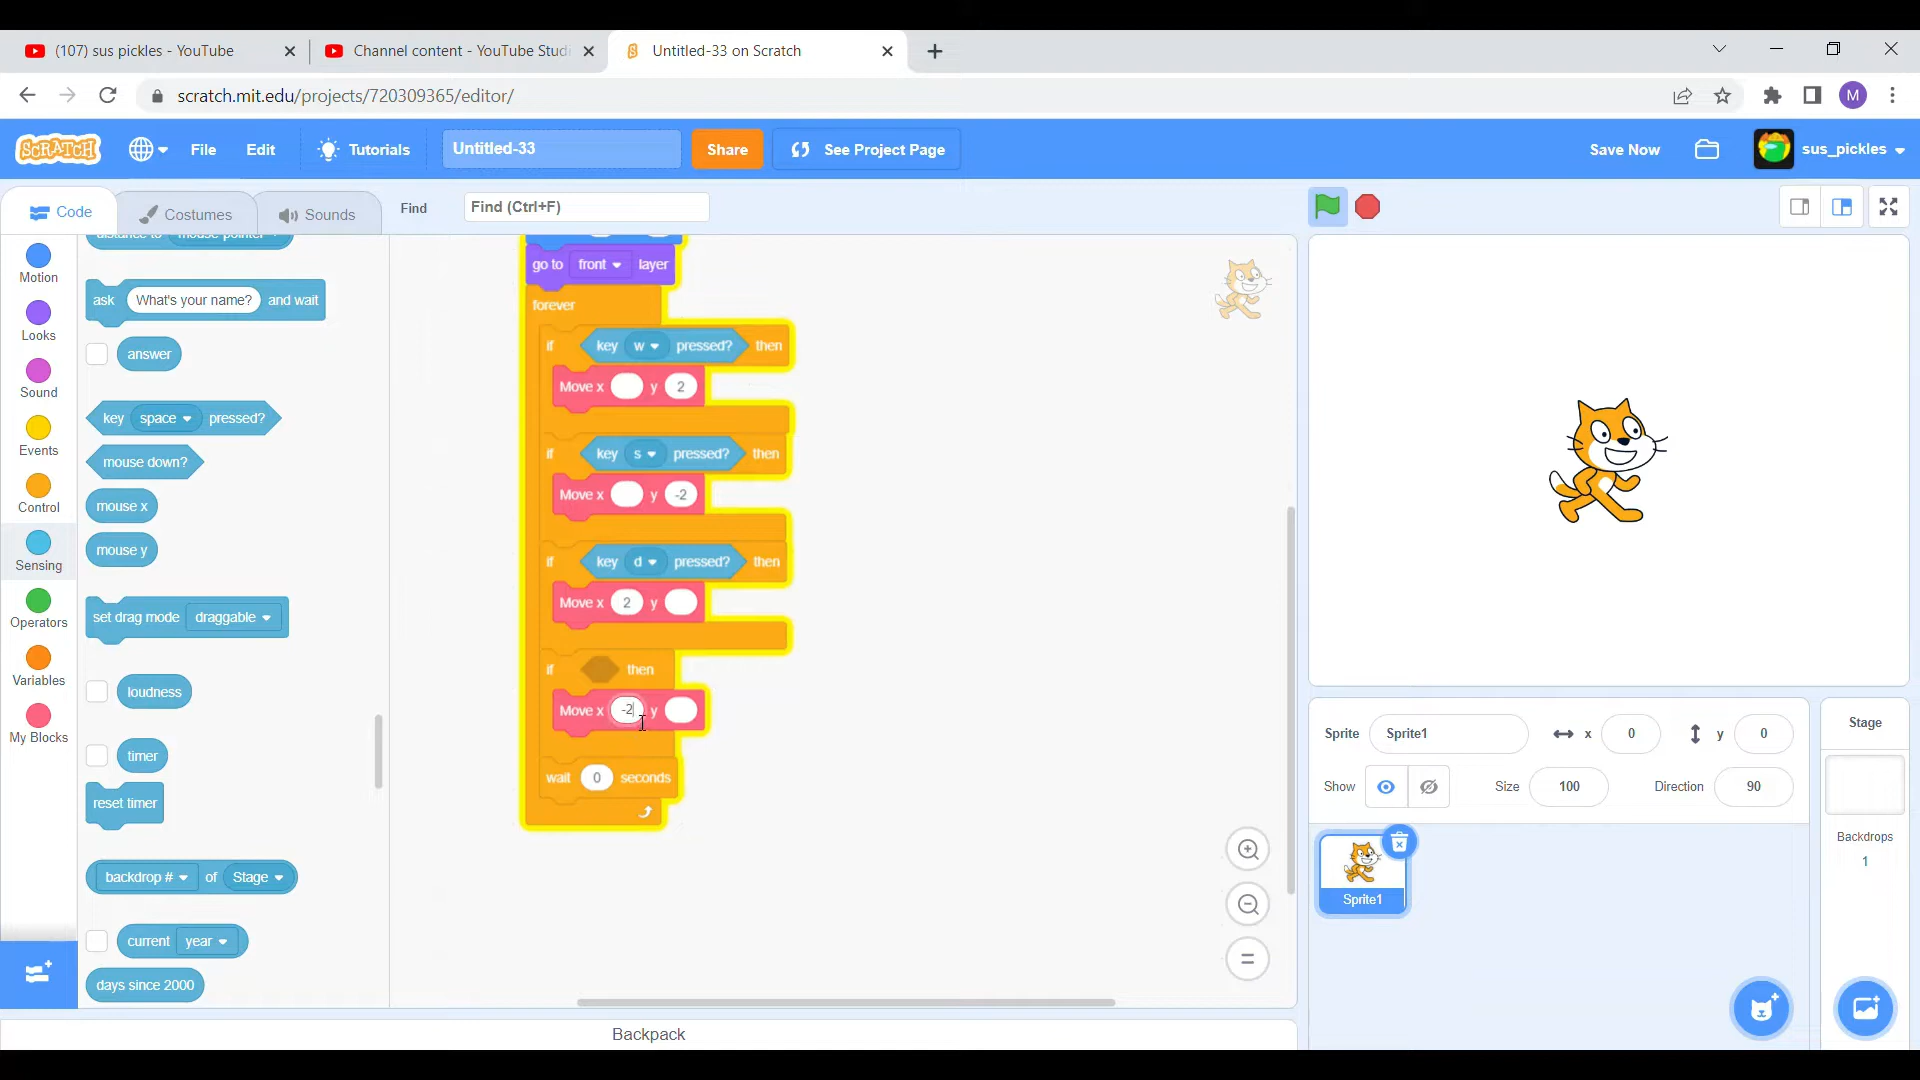 (107) sus pickles - YouTube
Channel content - YouTube Studi
Untitled-33 on Scratch
scratch.mit.edu/projects/720309365/editor/
M
SCRATCH
File
Edit
Tutorials
Untitled-33
Share
See Project Page
Save Now
sus_pickles
Code
Costumes
Sounds
Find
Find (Ctrl+F)
Motion
Looks
Sound
Events
Control
Sensing
Operators
Variables
My Blocks
distance to mouse-pointer
ask What's your name? and wait
answer
key space pressed?
mouse down?
mouse x
mouse y
set drag mode draggable
loudness
timer
reset timer
backdrop # of Stage
current year
days since 2000
go to front layer
forever
if key w pressed? then
Move x y 2
if key s pressed? then
Move x y -2
if key d pressed? then
Move x 2 y
if then
Move x -2 y
wait 0 seconds
Backpack
Sprite Sprite1 x 0 y 0
Show Size 100 Direction 90
Sprite1
Stage
Backdrops
1